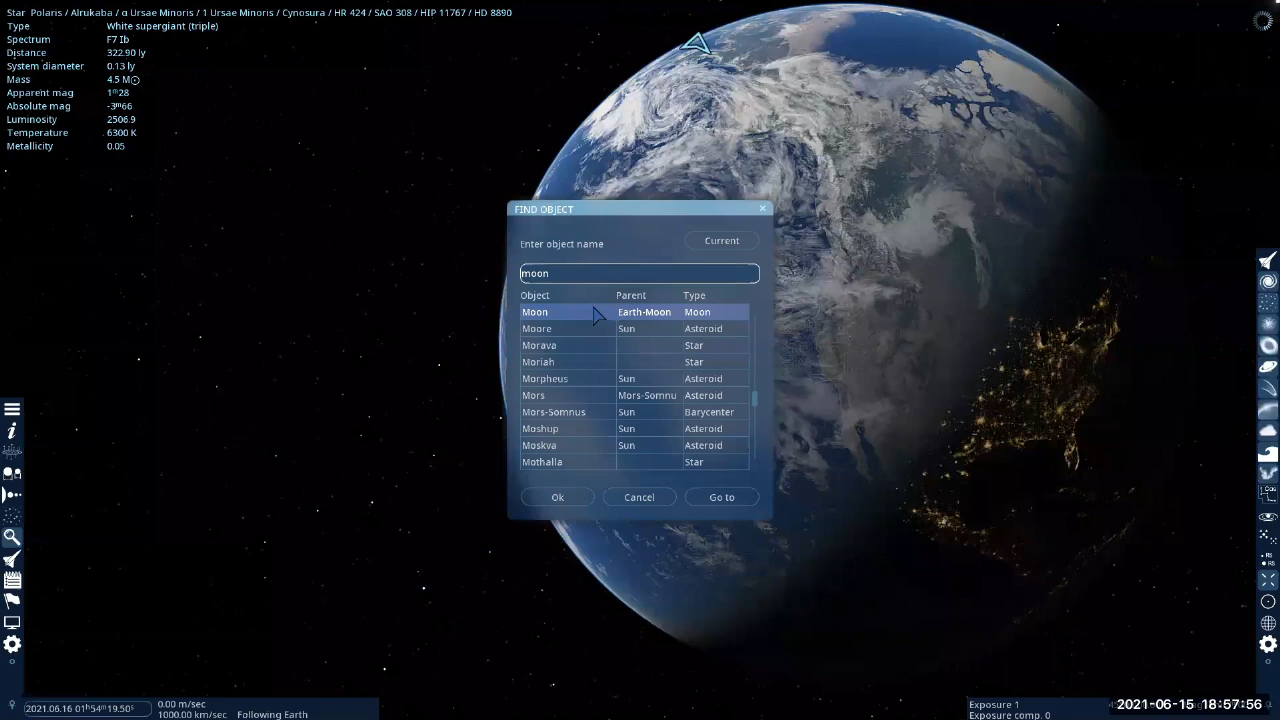 Star Polaris / Alrukaba / α Ursae Minoris / 1 Ursae Minoris / Cynosura / HR 424 / SAO 308 / HIP 11767 / HD 8890
Type White supergiant (triple)
Spectrum F7 Ib
Distance 322.90 ly
System diameter 0.13 ly
Mass 4.5 M☉
Apparent mag 1ᵐ28
Absolute mag -3ᵐ66
Luminosity 2506.9
Temperature 6300 K
Metallicity 0.05
FIND OBJECT ×
Enter object name Current
moon
Object Parent Type
Moon Earth-Moon Moon
Moore Sun Asteroid
Morava Star
Moriah Star
Morpheus Sun Asteroid
Mors Mors-Somnu Asteroid
Mors-Somnus Sun Barycenter
Moshup Sun Asteroid
Moskva Sun Asteroid
Mothalla Star
Ok Cancel Go to
1 Gas
RS
RS
2021.06.16 01ʰ54ᵐ19.50ˢ
0.00 m/sec
1000.00 km/sec Following Earth
Exposure 1
Exposure comp. 0
2021-06-15 18:57:56